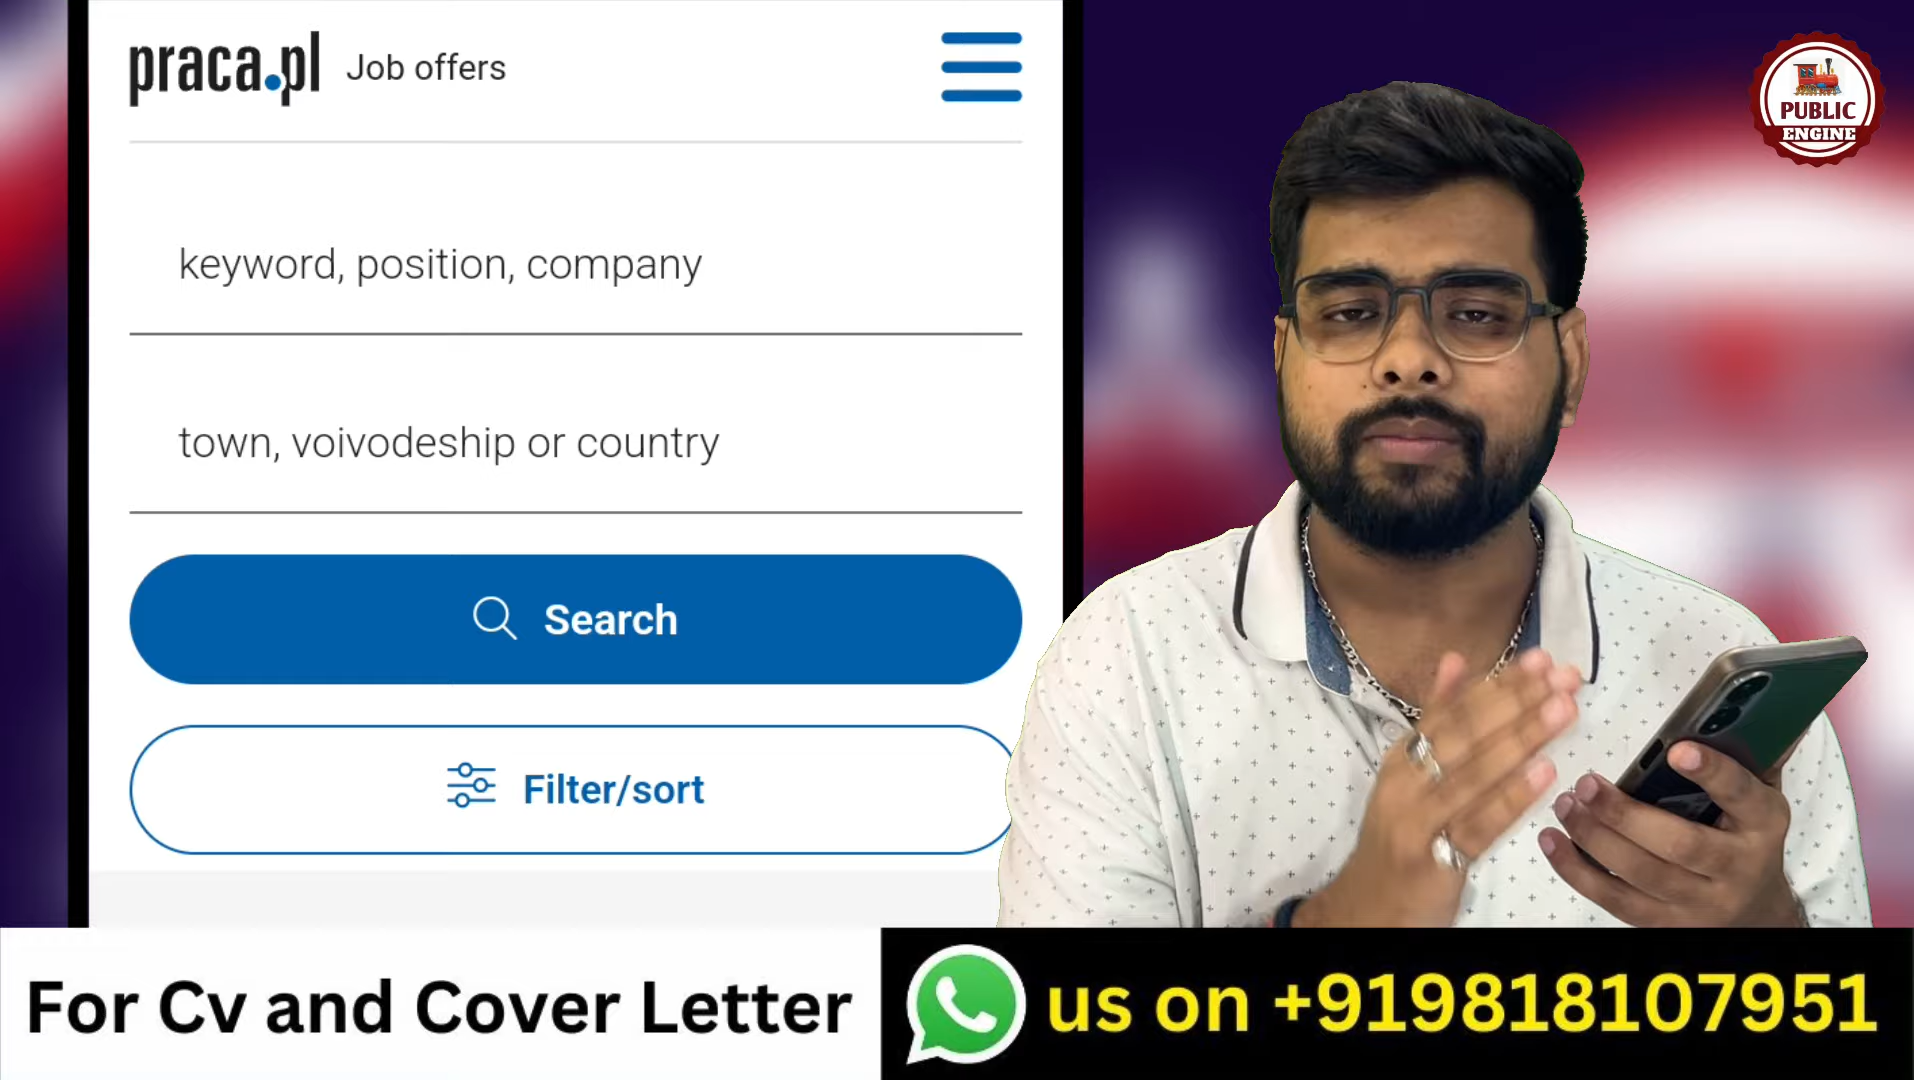 praca.pl Job offers
PUBLIC
ENGINE
keyword, position, company
town, voivodeship or country
Search
Filter/sort
For Cv and Cover Letter
us on +919818107951